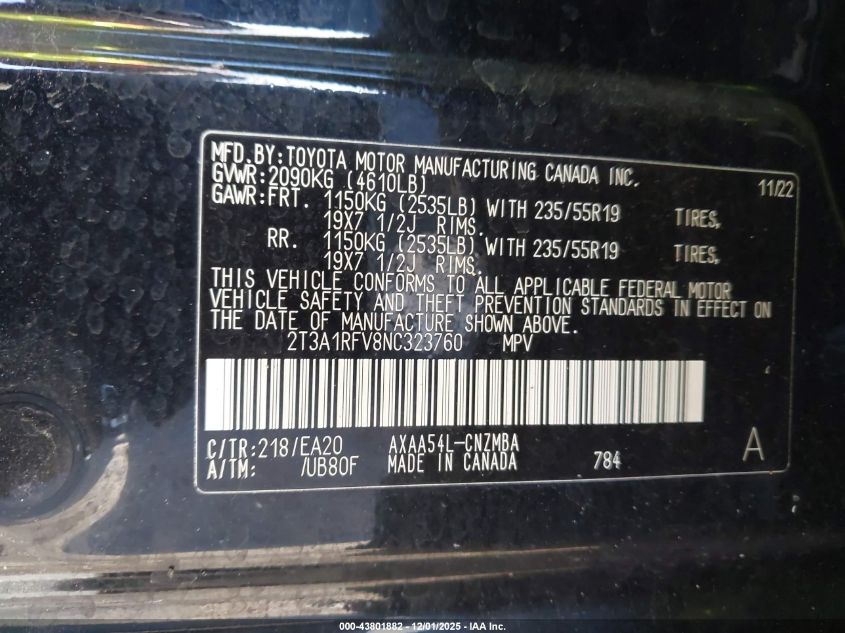 MFD.BY:TOYOTA MOTOR MANUFACTURING CANADA INC.
GVWR:2090KG (4610LB) 11/22
GAWR:FRT. 1150KG (2535LB) WITH 235/55R19 TIRES,
19X7 1/2J RIMS.
RR. 1150KG (2535LB) WITH 235/55R19 TIRES,
19X7 1/2J RIMS.
THIS VEHICLE CONFORMS TO ALL APPLICABLE FEDERAL MOTOR
VEHICLE SAFETY AND THEFT PREVENTION STANDARDS IN EFFECT ON
THE DATE OF MANUFACTURE SHOWN ABOVE.
2T3A1RFV8NC323760 MPV
C/TR:218/EA20 AXAA54L-CNZMBA A
A/TM: /UB80F MADE IN CANADA 784
000-43801882 - 12/01/2025 - IAA Inc.